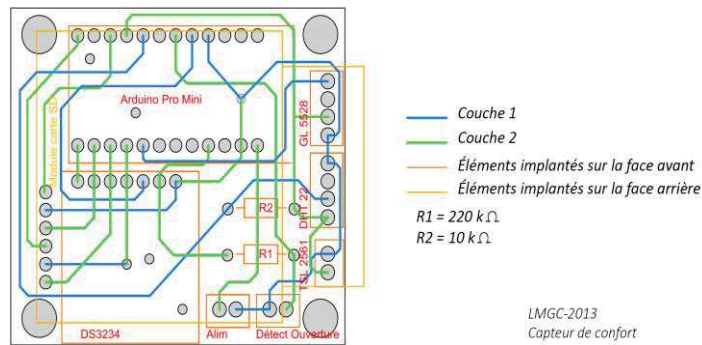 Arduino Pro Mini
Module carte SD
GL 5528
DHT 22
TSL 2561
R2
R1
DS3234
Alim
Détect Ouverture
Couche 1
Couche 2
Éléments implantés sur la face avant
Éléments implantés sur la face arrière
R1 = 220 kΩ
R2 = 10 kΩ
LMGC-2013
Capteur de confort